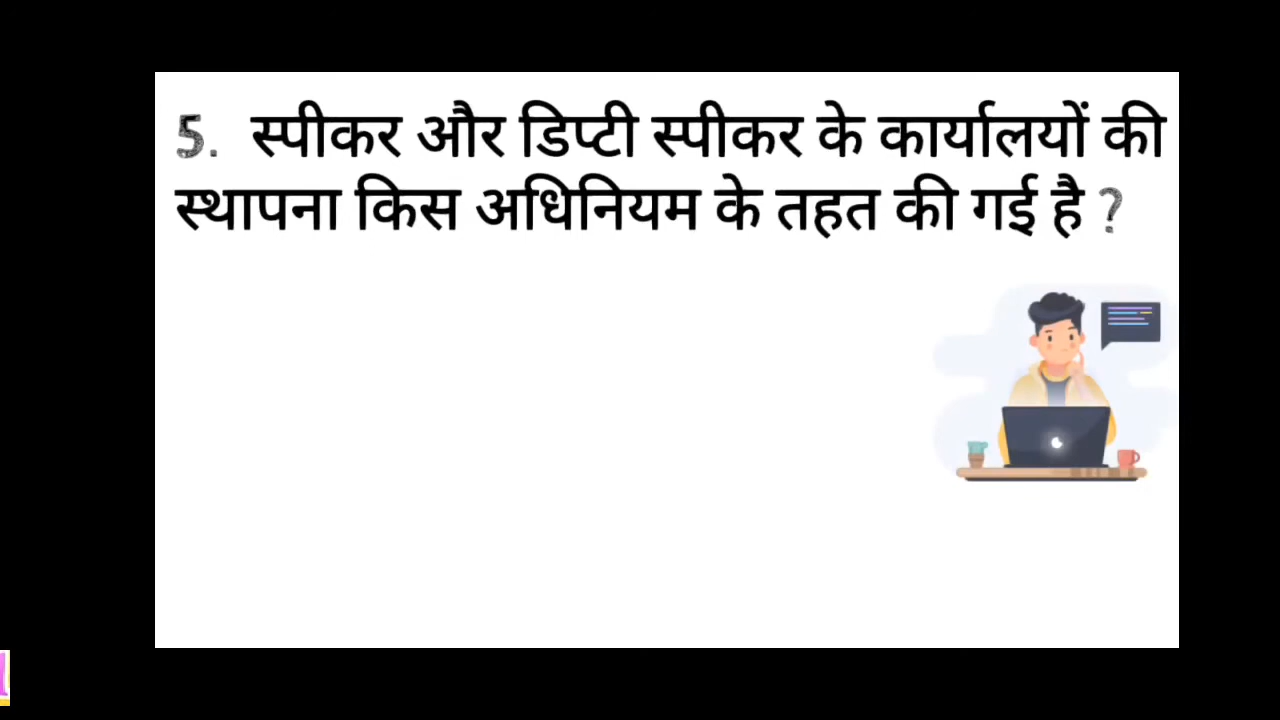 5. स्पीकर और डिप्टी स्पीकर के कार्यालयों की
स्थापना किस अधिनियम के तहत की गई है ?